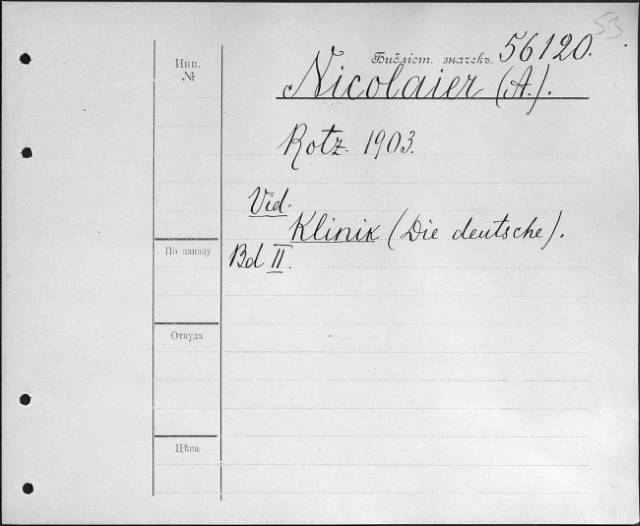 53
Инв.
№
Библіот. значекъ. 56120.
Nicolaier (A.).
Rotz. 1903.
Vid.
Klinik (Die deutsche).
Bd II.
По заказу
Откуда
Цѣна